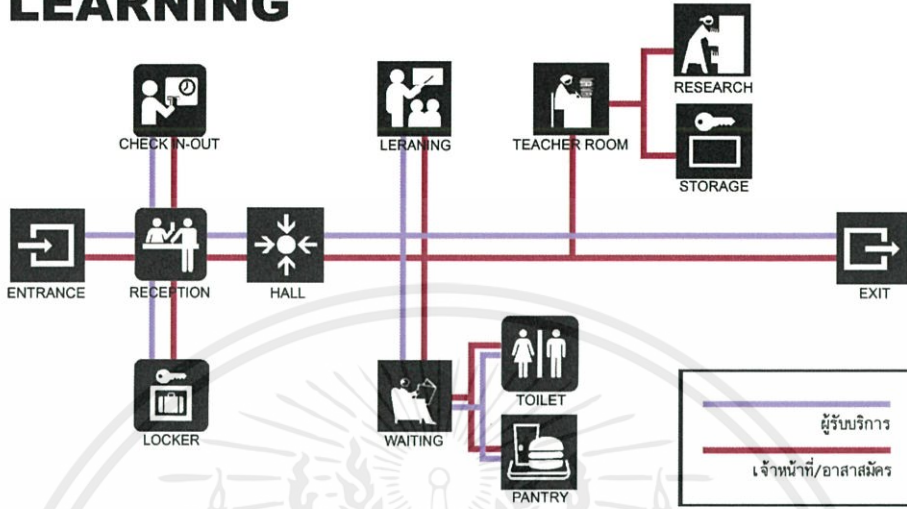 LEARNING
RESEARCH
CHECK IN-OUT
LERANING
TEACHER ROOM
STORAGE
ENTRANCE
RECEPTION
HALL
EXIT
TOILET
LOCKER
WAITING
PANTRY
ผู้รับบริการ
เจ้าหน้าที่/อาสาสมัคร